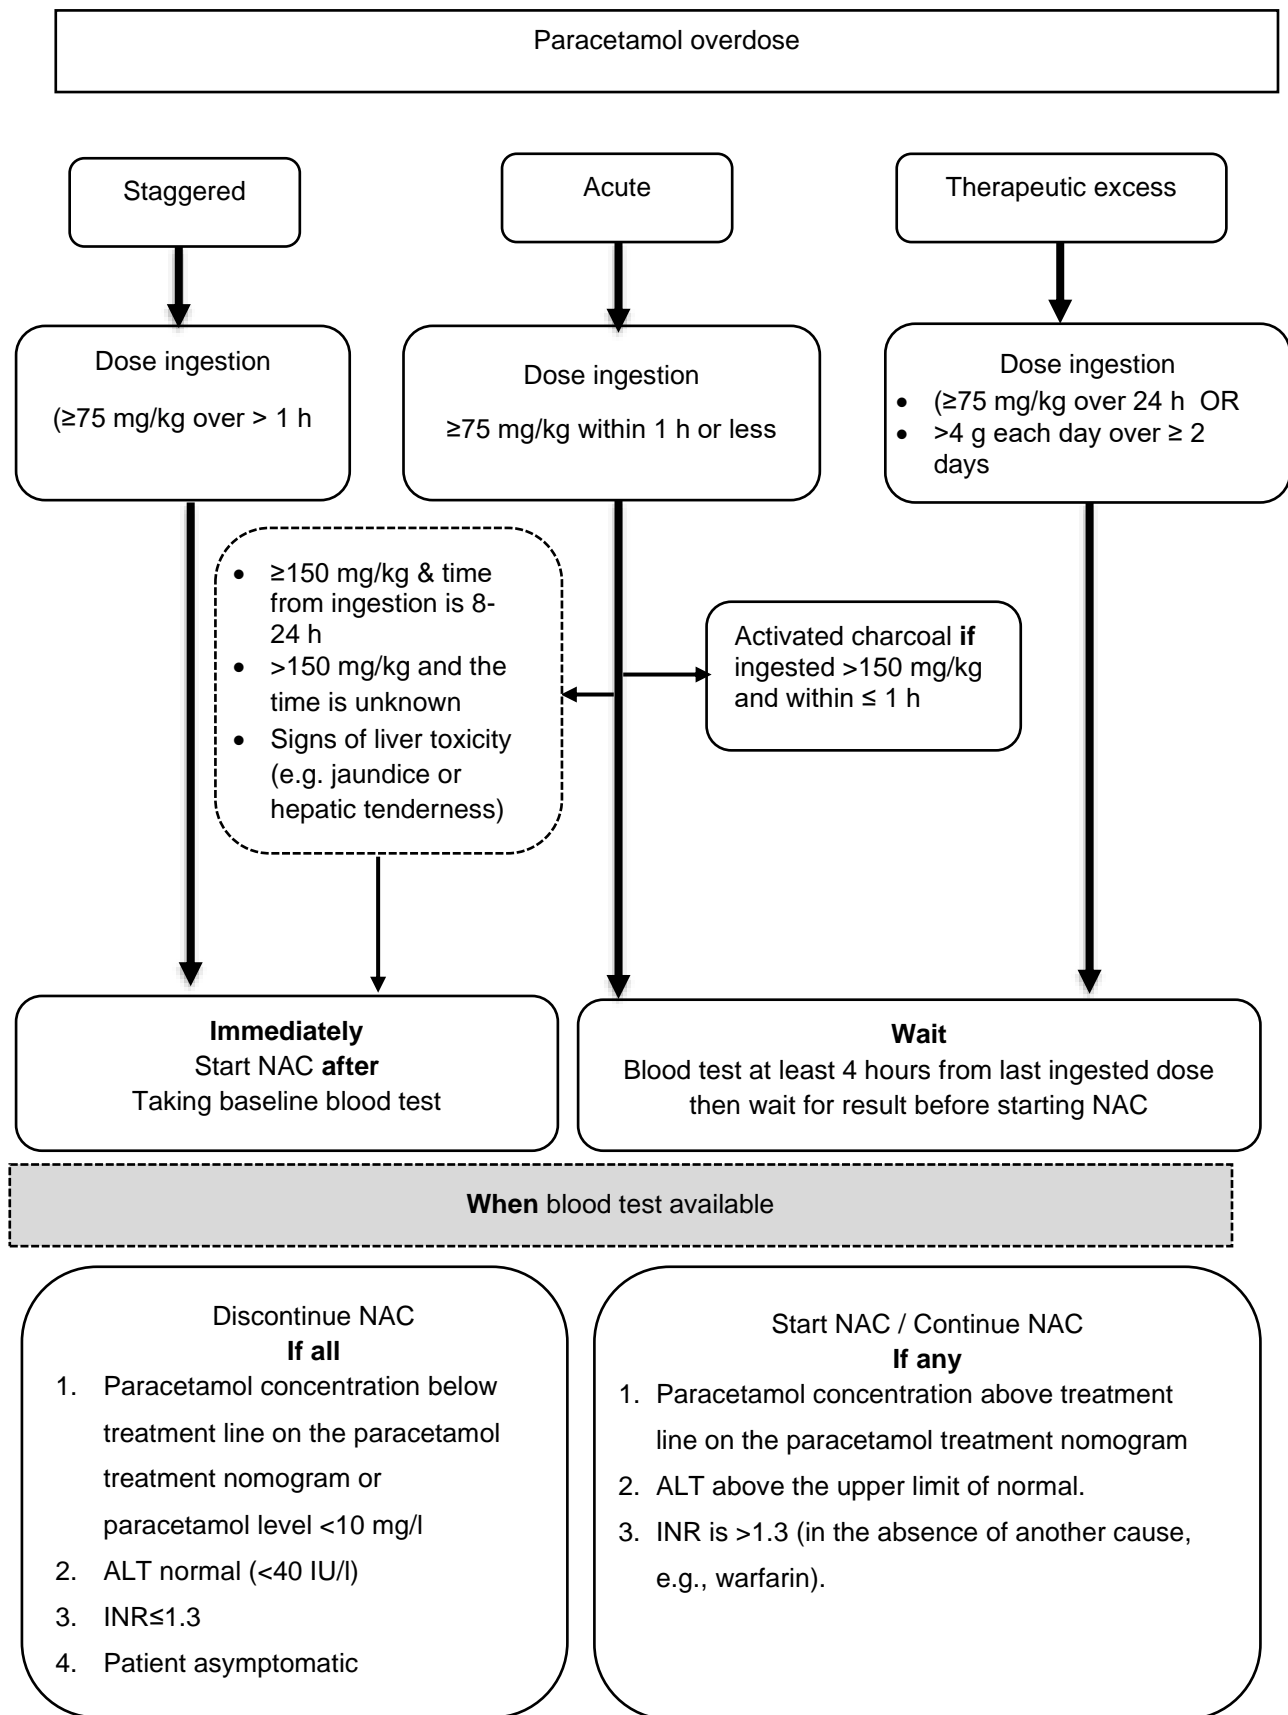 Paracetamol overdose
Staggered
Acute
Therapeutic excess
Dose ingestion
(≥75 mg/kg over > 1 h
Dose ingestion
≥75 mg/kg within 1 h or less
Dose ingestion
• (≥75 mg/kg over 24 h OR
• >4 g each day over ≥ 2
days
• ≥150 mg/kg & time
from ingestion is 8-
24 h
• >150 mg/kg and the
time is unknown
• Signs of liver toxicity
(e.g. jaundice or
hepatic tenderness)
Activated charcoal if
ingested >150 mg/kg
and within ≤ 1 h
Immediately
Start NAC after
Taking baseline blood test
Wait
Blood test at least 4 hours from last ingested dose
then wait for result before starting NAC
When blood test available
Discontinue NAC
If all
1. Paracetamol concentration below
treatment line on the paracetamol
treatment nomogram or
paracetamol level <10 mg/l
2. ALT normal (<40 IU/l)
3. INR≤1.3
4. Patient asymptomatic
Start NAC / Continue NAC
If any
1. Paracetamol concentration above treatment
line on the paracetamol treatment nomogram
2. ALT above the upper limit of normal.
3. INR is >1.3 (in the absence of another cause,
e.g., warfarin).